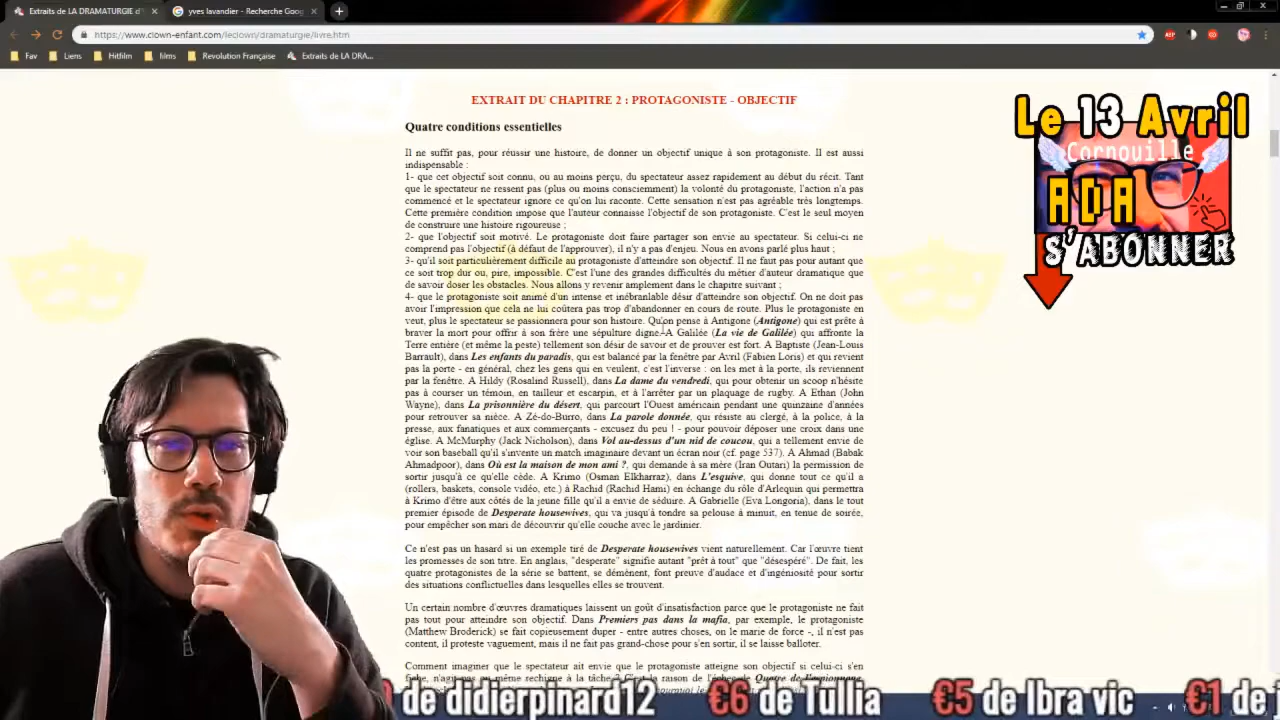 Extraits de LA DRAMATURGIE d'
yves lavandier - Recherche Goog
https://www.clown-enfant.com/leclown/dramaturgie/livre.htm
Fav Liens Hitfilm films Revolution Française Extraits de LA DRA...
EXTRAIT DU CHAPITRE 2 : PROTAGONISTE - OBJECTIF
Quatre conditions essentielles
Il ne suffit pas, pour réussir une histoire, de donner un objectif unique à son protagoniste. Il est aussi
indispensable :
1- que cet objectif soit connu, ou au moins perçu, du spectateur assez rapidement au début du récit. Tant
que le spectateur ne ressent pas (plus ou moins consciemment) la volonté du protagoniste, l'action n'a pas
commencé et le spectateur ignore ce qu'on lui raconte. Cette sensation n'est pas agréable très longtemps.
Cette première condition impose que l'auteur connaisse l'objectif de son protagoniste. C'est le seul moyen
de construire une histoire rigoureuse ;
2- que l'objectif soit motivé. Le protagoniste doit faire partager son envie au spectateur. Si celui-ci ne
comprend pas l'objectif (à défaut de l'approuver), il n'y a pas d'enjeu. Nous en avons parlé plus haut ;
3- qu'il soit particulièrement difficile au protagoniste d'atteindre son objectif. Il ne faut pas pour autant que
ce soit trop dur ou, pire, impossible. C'est l'une des grandes difficultés du métier d'auteur dramatique que
de savoir doser les obstacles. Nous allons y revenir amplement dans le chapitre suivant ;
4- que le protagoniste soit animé d'un intense et inébranlable désir d'atteindre son objectif. On ne doit pas
avoir l'impression que cela ne lui coûtera pas trop d'abandonner en cours de route. Plus le protagoniste en
veut, plus le spectateur se passionnera pour son histoire. Qu'on pense à Antigone (Antigone) qui est prête à
braver la mort pour offrir à son frère une sépulture digne. A Galilée (La vie de Galilée) qui affronte la
Terre entière (et même la peste) tellement son désir de savoir et de prouver est fort. A Baptiste (Jean-Louis
Barrault), dans Les enfants du paradis, qui est balancé par la fenêtre par Avril (Fabien Loris) et qui revient
pas la porte - en général, chez les gens qui en veulent, c'est l'inverse : on les met à la porte, ils reviennent
par la fenêtre. A Hildy (Rosalind Russell), dans La dame du vendredi, qui pour obtenir un scoop n'hésite
pas à courser un témoin, en tailleur et escarpin, et à l'arrêter par un plaquage de rugby. A Ethan (John
Wayne), dans La prisonnière du désert, qui parcourt l'Ouest américain pendant une quinzaine d'années
pour retrouver sa nièce. A Zé-do-Burro, dans La parole donnée, qui résiste au clergé, à la police, à la
presse, aux fanatiques et aux commerçants - excusez du peu ! - pour pouvoir déposer une croix dans une
église. A McMurphy (Jack Nicholson), dans Vol au-dessus d'un nid de coucou, qui a tellement envie de
voir son baseball qu'il s'invente un match imaginaire devant un écran noir (cf. page 537). A Ahmad (Babak
Ahmadpoor), dans Où est la maison de mon ami ?, qui demande à sa mère (Iran Outari) la permission de
sortir jusqu'à ce qu'elle cède. A Krimo (Osman Elkharraz), dans L'esquive, qui donne tout ce qu'il a
(rollers, baskets, console vidéo, etc.) à Rachid (Rachid Hami) en échange du rôle d'Arlequin qui permettra
à Krimo d'être aux côtés de la jeune fille qu'il a envie de séduire. A Gabrielle (Eva Longoria), dans le tout
premier épisode de Desperate housewives, qui va jusqu'à tondre sa pelouse à minuit, en tenue de soirée,
pour empêcher son mari de découvrir qu'elle couche avec le jardinier.
Ce n'est pas un hasard si un exemple tiré de Desperate housewives vient naturellement. Car l'œuvre tient
les promesses de son titre. En anglais, "desperate" signifie autant "prêt à tout" que "désespéré". De fait, les
quatre protagonistes de la série se battent, se démènent, font preuve d'audace et d'ingéniosité pour sortir
des situations conflictuelles dans lesquelles elles se trouvent.
Un certain nombre d'œuvres dramatiques laissent un goût d'insatisfaction parce que le protagoniste ne fait
pas tout pour atteindre son objectif. Dans Premiers pas dans la mafia, par exemple, le protagoniste
(Matthew Broderick) se fait copieusement duper - entre autres choses, on le marie de force -, il n'est pas
content, il proteste vaguement, mais il ne fait pas grand-chose pour s'en sortir, il se laisse balloter.
Comment imaginer que le spectateur ait envie que le protagoniste atteigne son objectif si celui-ci s'en
fiche, n'agit pas ou même rechigne à la tâche ? C'est la raison de l'échec de
Le 13 Avril
Cornouille
ADA
S'ABONNER
de didierpinard12 €6 de Tullia €5 de Ibra vic €1 de